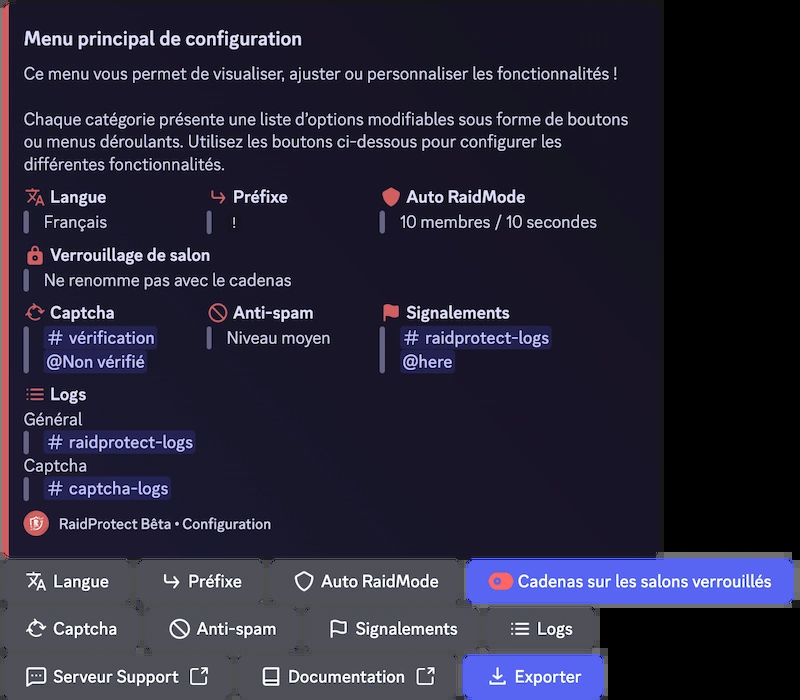 Menu principal de configuration
Ce menu vous permet de visualiser, ajuster ou personnaliser les fonctionnalités !
Chaque catégorie présente une liste d'options modifiables sous forme de boutons
ou menus déroulants. Utilisez les boutons ci-dessous pour configurer les
différentes fonctionnalités.
Langue Préfixe Auto RaidMode
Français ! 10 membres / 10 secondes
Verrouillage de salon
Ne renomme pas avec le cadenas
Captcha Anti-spam Signalements
# vérification Niveau moyen # raidprotect-logs
@Non vérifié @here
Logs
Général
# raidprotect-logs
Captcha
# captcha-logs
RaidProtect Bêta • Configuration
Langue Préfixe Auto RaidMode Cadenas sur les salons verrouillés
Captcha Anti-spam Signalements Logs
Serveur Support Documentation Exporter